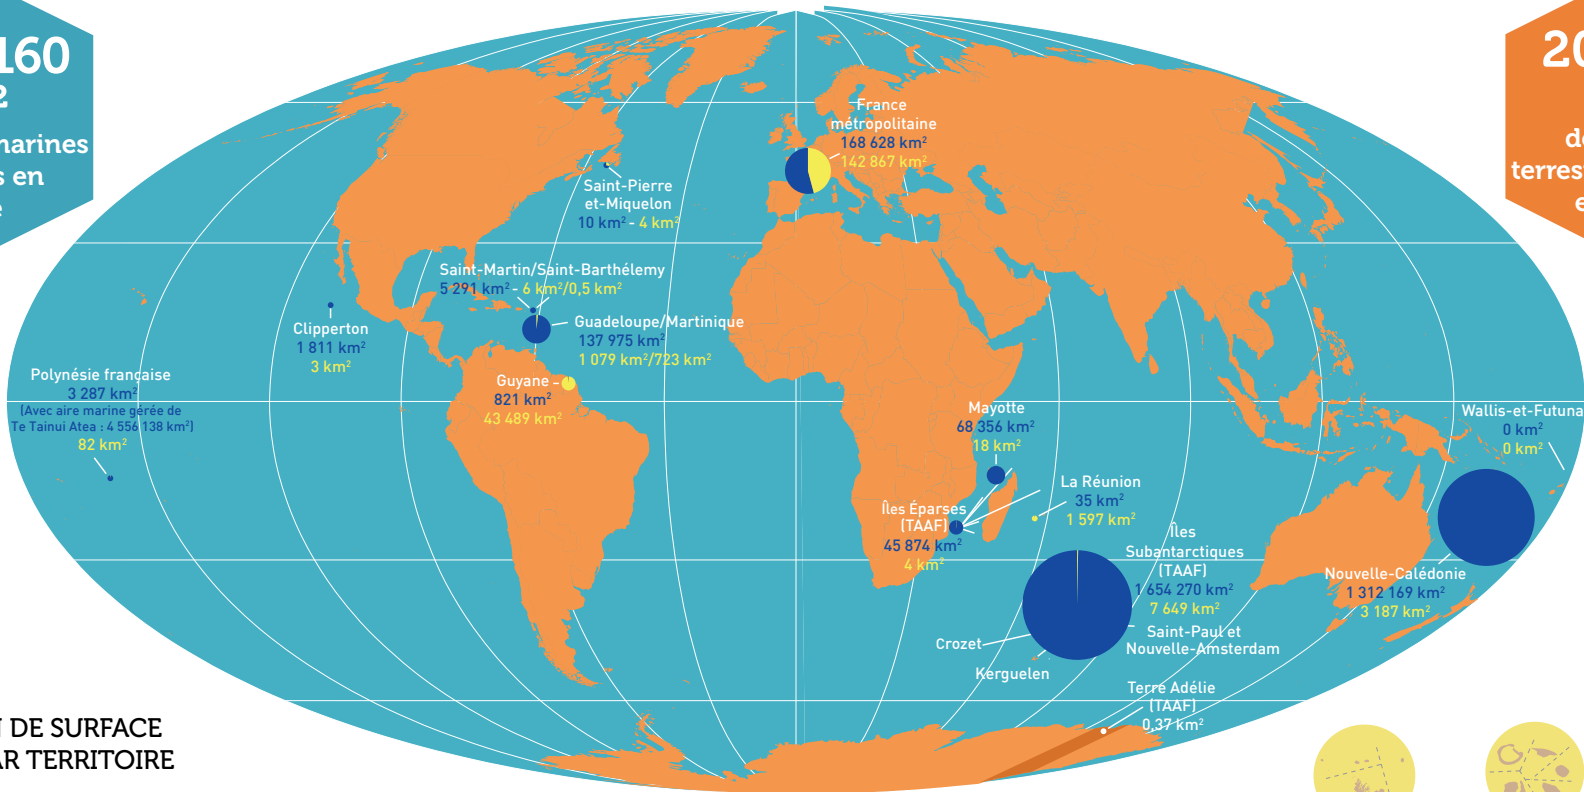 160
2
marines
s en
20
terres
France
métropolitaine
168 628 km²
142 867 km²
Saint-Pierre
et-Miquelon
10 km² - 4 km²
Saint-Martin/Saint-Barthélemy
5 291 km² - 6 km²/0,5 km²
Guadeloupe/Martinique
137 975 km²
1 079 km²/723 km²
Clipperton
1 811 km²
3 km²
Polynésie française
3 287 km²
(Avec aire marine gérée de
Te Tainui Atea : 4 556 138 km²)
82 km²
Guyane
821 km²
43 489 km²
Mayotte
68 356 km²
18 km²
Wallis-et-Futuna
0 km²
0 km²
La Réunion
35 km²
1 597 km²
Îles Éparses
(TAAF)
45 874 km²
4 km²
Îles
Subantarctiques
(TAAF)
1 654 270 km²
7 649 km²
Nouvelle-Calédonie
1 312 169 km²
3 187 km²
Saint-Paul et
Nouvelle-Amsterdam
Crozet
Kerguelen
Terre Adélie
(TAAF)
0,37 km²
N DE SURFACE
AR TERRITOIRE